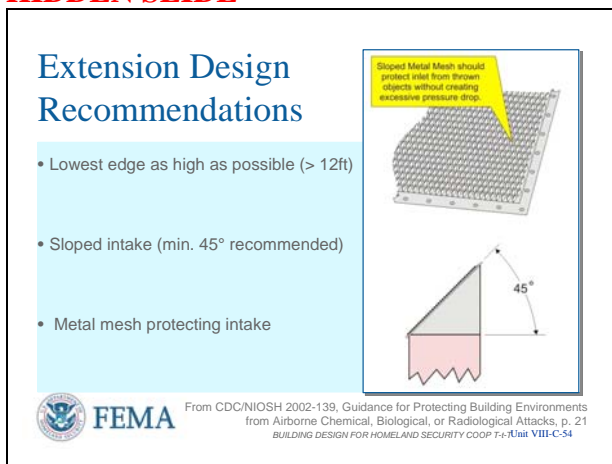 HIDDEN SLIDE
Extension Design
Recommendations
• Lowest edge as high as possible (> 12ft)
• Sloped intake (min. 45° recommended)
• Metal mesh protecting intake
Sloped Metal Mesh should
protect inlet from thrown
objects without creating
excessive pressure drop.
45°
FEMA
From CDC/NIOSH 2002-139, Guidance for Protecting Building Environments
from Airborne Chemical, Biological, or Radiological Attacks, p. 21
BUILDING DESIGN FOR HOMELAND SECURITY COOP T-t-T Unit VIII-C-54